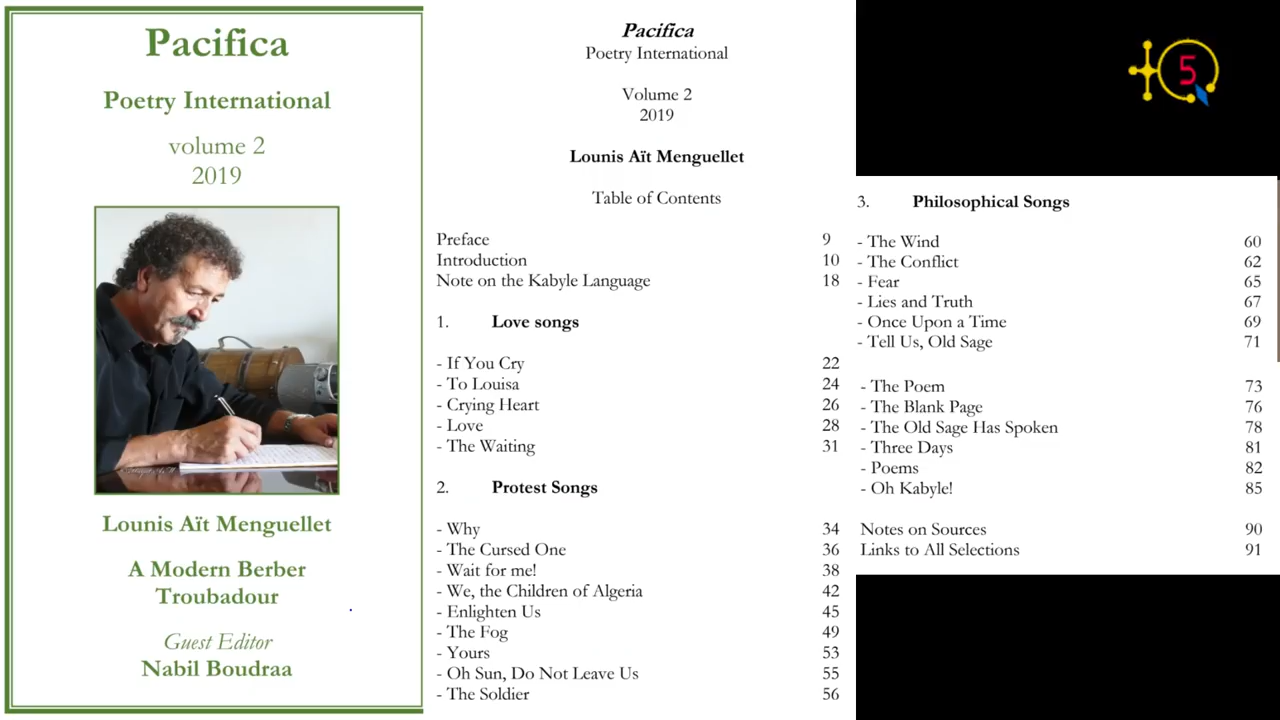 Pacifica
Poetry International
volume 2
2019
Lounis Aït Menguellet
A Modern Berber
Troubadour
Guest Editor
Nabil Boudraa
Pacifica
Poetry International
Volume 2
2019
Lounis Aït Menguellet
Table of Contents
Preface 9
Introduction 10
Note on the Kabyle Language 18
1. Love songs
- If You Cry 22
- To Louisa 24
- Crying Heart 26
- Love 28
- The Waiting 31
2. Protest Songs
- Why 34
- The Cursed One 36
- Wait for me! 38
- We, the Children of Algeria 42
- Enlighten Us 45
- The Fog 49
- Yours 53
- Oh Sun, Do Not Leave Us 55
- The Soldier 56
5
3. Philosophical Songs
- The Wind 60
- The Conflict 62
- Fear 65
- Lies and Truth 67
- Once Upon a Time 69
- Tell Us, Old Sage 71
- The Poem 73
- The Blank Page 76
- The Old Sage Has Spoken 78
- Three Days 81
- Poems 82
- Oh Kabyle! 85
Notes on Sources 90
Links to All Selections 91